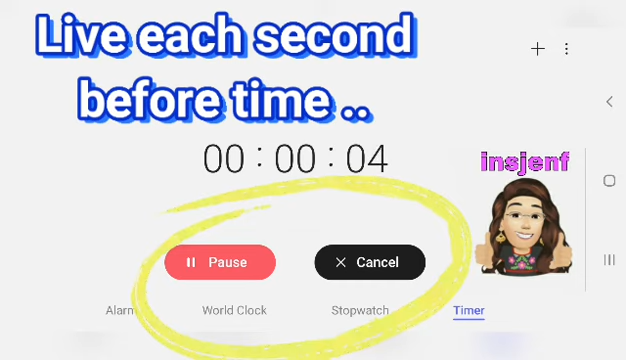 Live each second
before time ..
00 : 00 : 04
insjenf
Pause
Cancel
Alarm
World Clock
Stopwatch
Timer